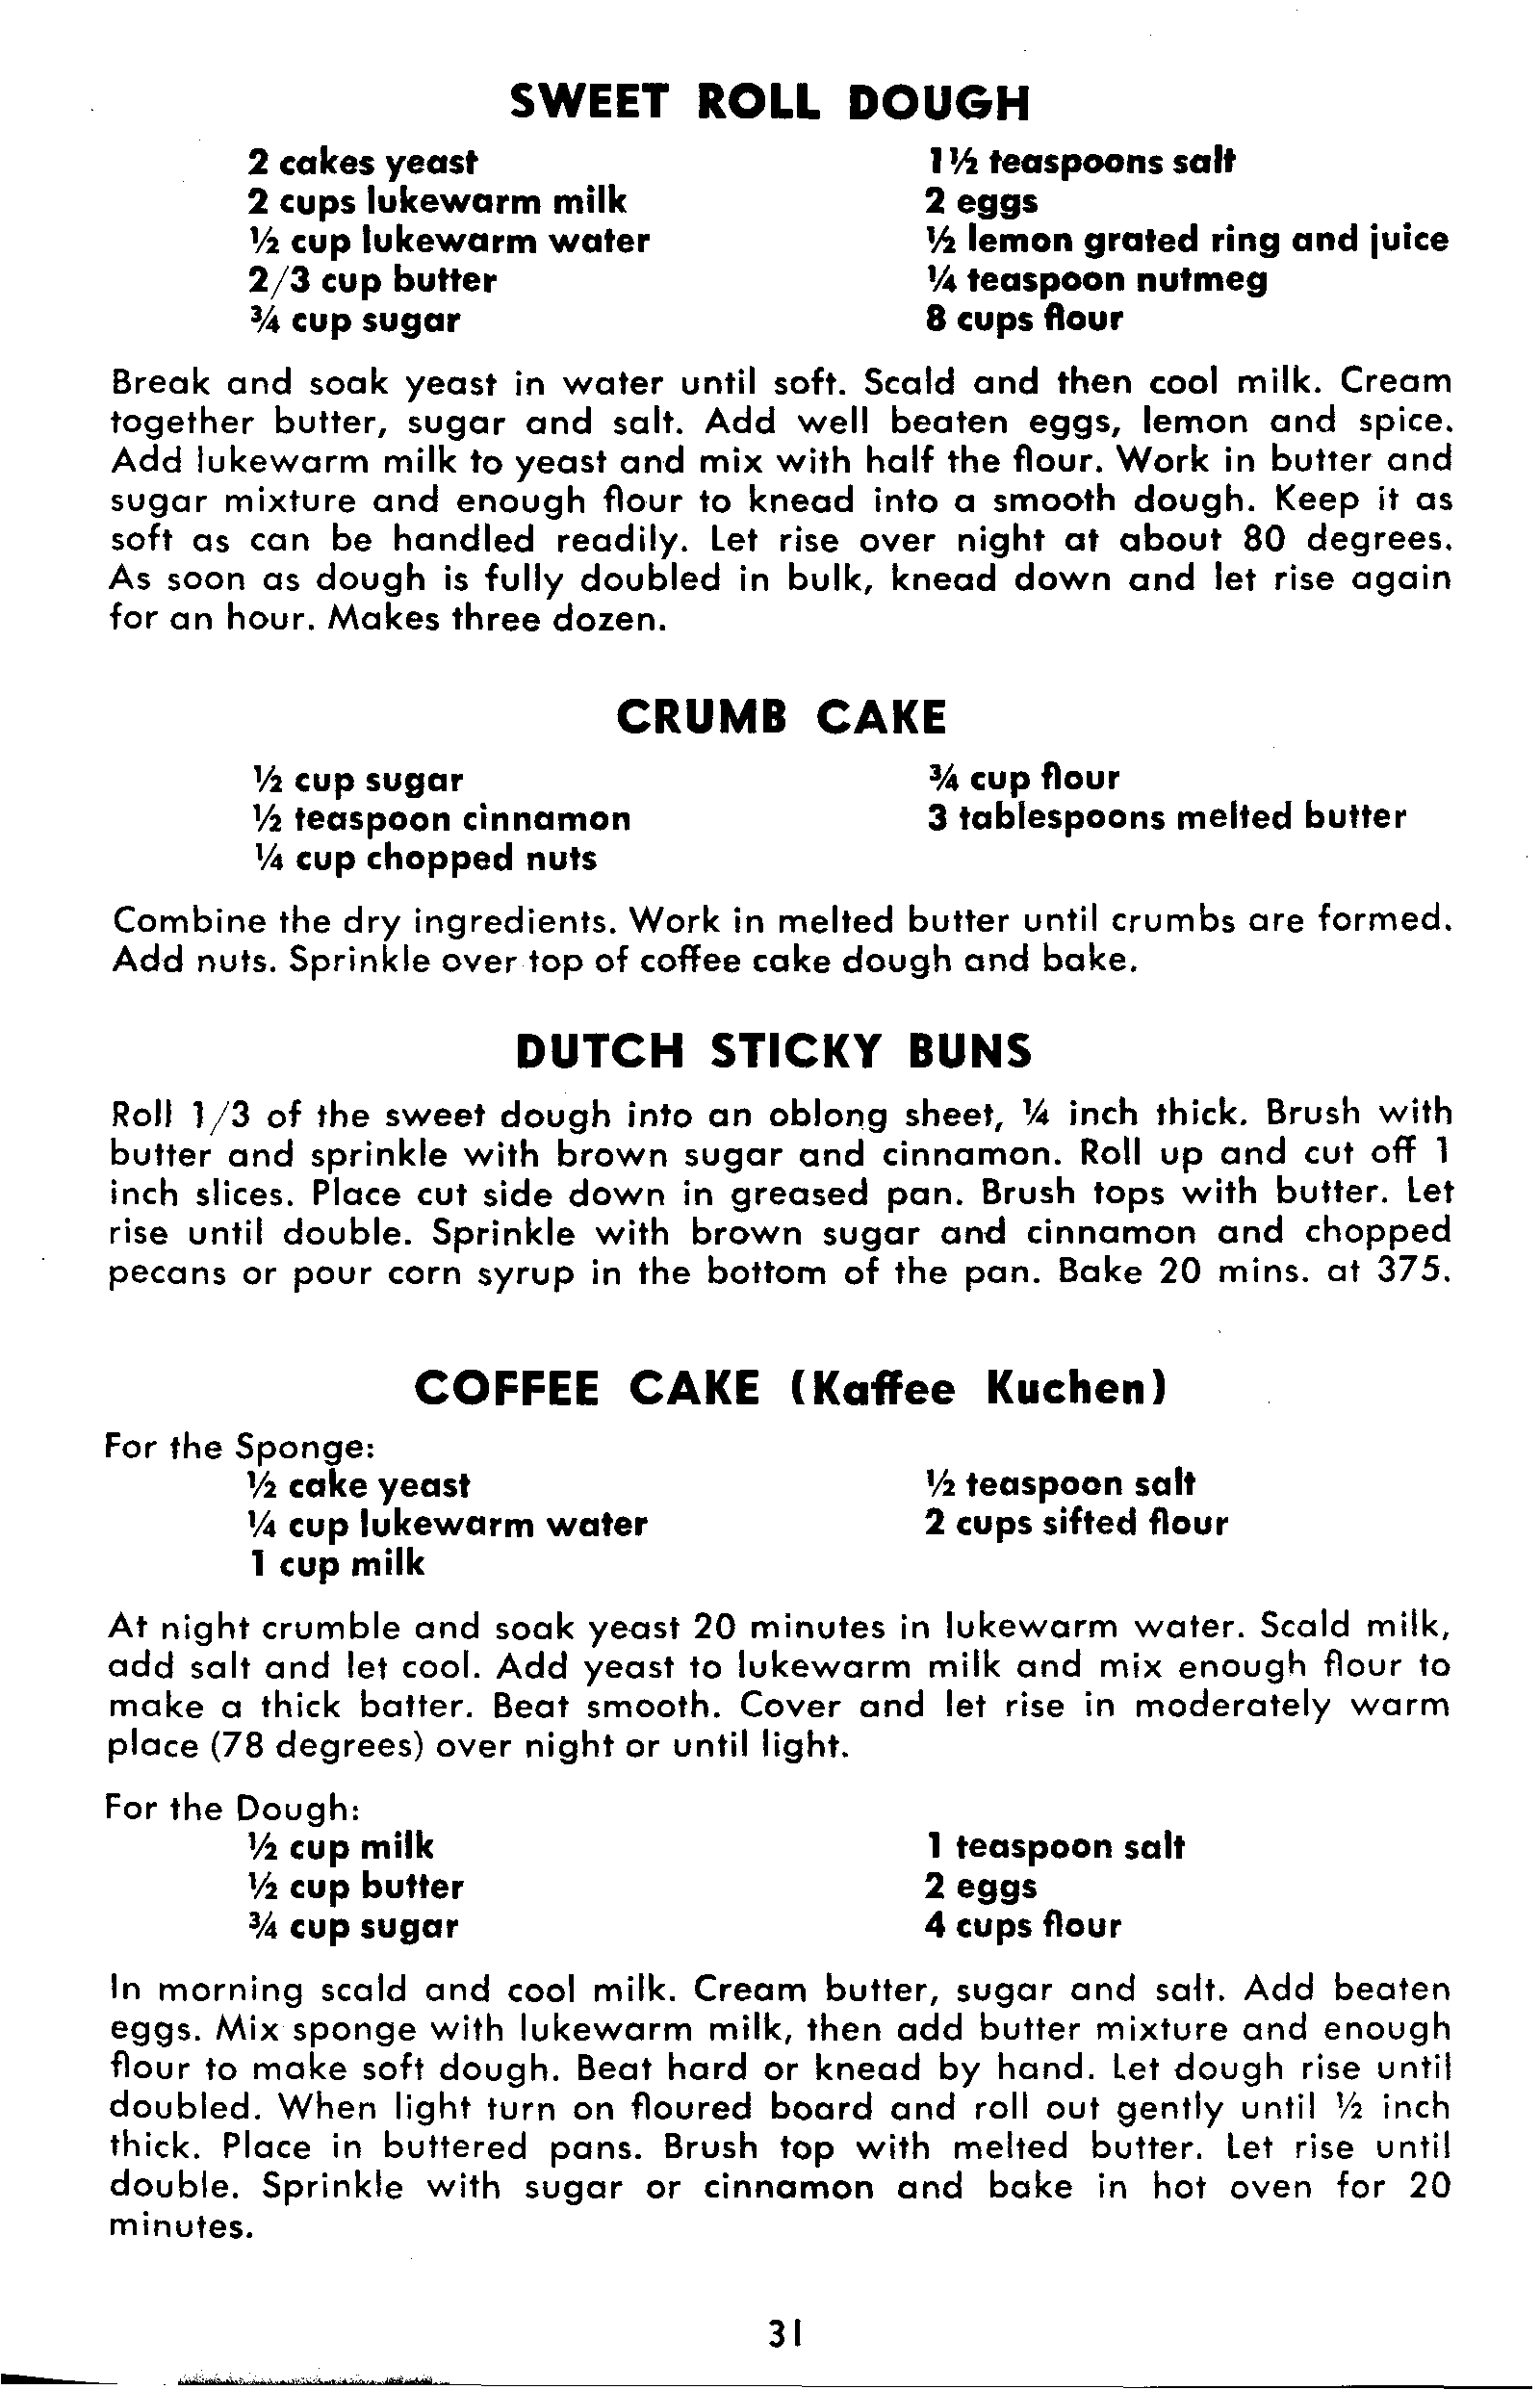 SWEET ROLL DOUGH
2 cakes yeast
2 cups lukewarm milk
½ cup lukewarm water
2/3 cup butter
¾ cup sugar
1½ teaspoons salt
2 eggs
½ lemon grated ring and juice
¼ teaspoon nutmeg
8 cups flour
Break and soak yeast in water until soft. Scald and then cool milk. Cream
together butter, sugar and salt. Add well beaten eggs, lemon and spice.
Add lukewarm milk to yeast and mix with half the flour. Work in butter and
sugar mixture and enough flour to knead into a smooth dough. Keep it as
soft as can be handled readily. Let rise over night at about 80 degrees.
As soon as dough is fully doubled in bulk, knead down and let rise again
for an hour. Makes three dozen.
CRUMB CAKE
½ cup sugar
½ teaspoon cinnamon
¼ cup chopped nuts
¾ cup flour
3 tablespoons melted butter
Combine the dry ingredients. Work in melted butter until crumbs are formed.
Add nuts. Sprinkle over top of coffee cake dough and bake.
DUTCH STICKY BUNS
Roll 1/3 of the sweet dough into an oblong sheet, ¼ inch thick. Brush with
butter and sprinkle with brown sugar and cinnamon. Roll up and cut off 1
inch slices. Place cut side down in greased pan. Brush tops with butter. Let
rise until double. Sprinkle with brown sugar and cinnamon and chopped
pecans or pour corn syrup in the bottom of the pan. Bake 20 mins. at 375.
COFFEE CAKE (Kaffee Kuchen)
For the Sponge:
½ cake yeast
¼ cup lukewarm water
1 cup milk
½ teaspoon salt
2 cups sifted flour
At night crumble and soak yeast 20 minutes in lukewarm water. Scald milk,
add salt and let cool. Add yeast to lukewarm milk and mix enough flour to
make a thick batter. Beat smooth. Cover and let rise in moderately warm
place (78 degrees) over night or until light.
For the Dough:
½ cup milk
½ cup butter
¾ cup sugar
1 teaspoon salt
2 eggs
4 cups flour
In morning scald and cool milk. Cream butter, sugar and salt. Add beaten
eggs. Mix sponge with lukewarm milk, then add butter mixture and enough
flour to make soft dough. Beat hard or knead by hand. Let dough rise until
doubled. When light turn on floured board and roll out gently until ½ inch
thick. Place in buttered pans. Brush top with melted butter. Let rise until
double. Sprinkle with sugar or cinnamon and bake in hot oven for 20
minutes.
31